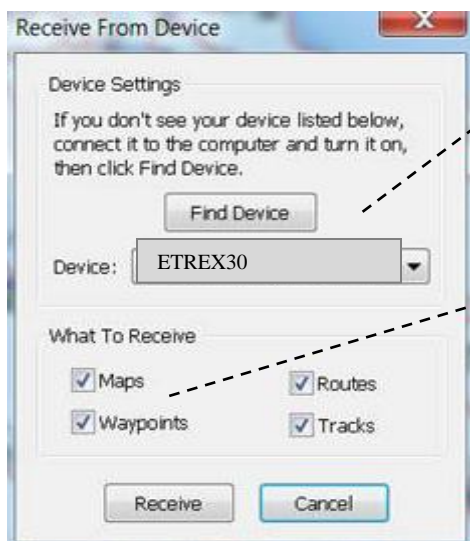 Receive From Device
Device Settings
If you don't see your device listed below,
connect it to the computer and turn it on,
then click Find Device.
Find Device
Device: ETREX30
What To Receive
Maps Routes
Waypoints Tracks
Receive Cancel